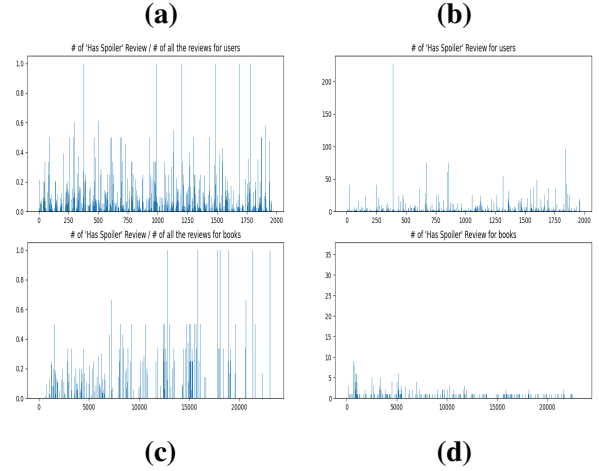 (a) (b)
# of 'Has Spoiler' Review / # of all the reviews for users
# of 'Has Spoiler' Review for users
1.0
0.8
0.6
0.4
0.2
0.0
0 250 500 750 1000 1250 1500 1750 2000
200
150
100
50
0
0 250 500 750 1000 1250 1500 1750 2000
# of 'Has Spoiler' Review / # of all the reviews for books
# of 'Has Spoiler' Review for books
1.0
0.8
0.6
0.4
0.2
0.0
0 5000 10000 15000 20000
35
30
25
20
15
10
5
0
0 5000 10000 15000 20000
(c) (d)